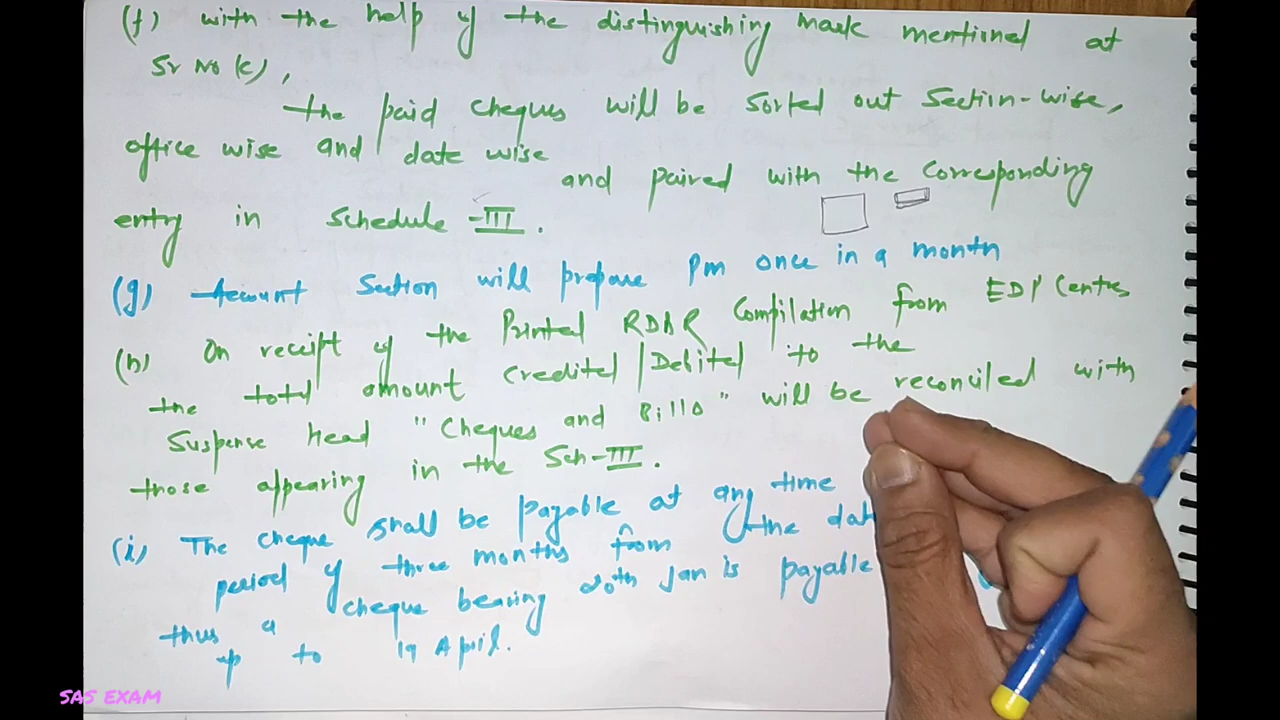 (f) with the help of the distinguishing mark mentioned at
Sr No (c),
the paid cheques will be sorted out section-wise,
office wise and date wise
and paired with the corresponding
entry in schedule -III.
(g) Account Section will prepare Pm once in a month
(h) On receipt of the Printed RDAR Compilation from EDP Centres
the total amount credited/Debited to the
Suspense Head "Cheques and Bills" will be reconciled with
those appearing in the Sch-III.
(i) The cheque shall be payable at any time
period of three months from the dat
thus a cheque bearing 20th Jan is payable
up to 19 April.
SAS EXAM